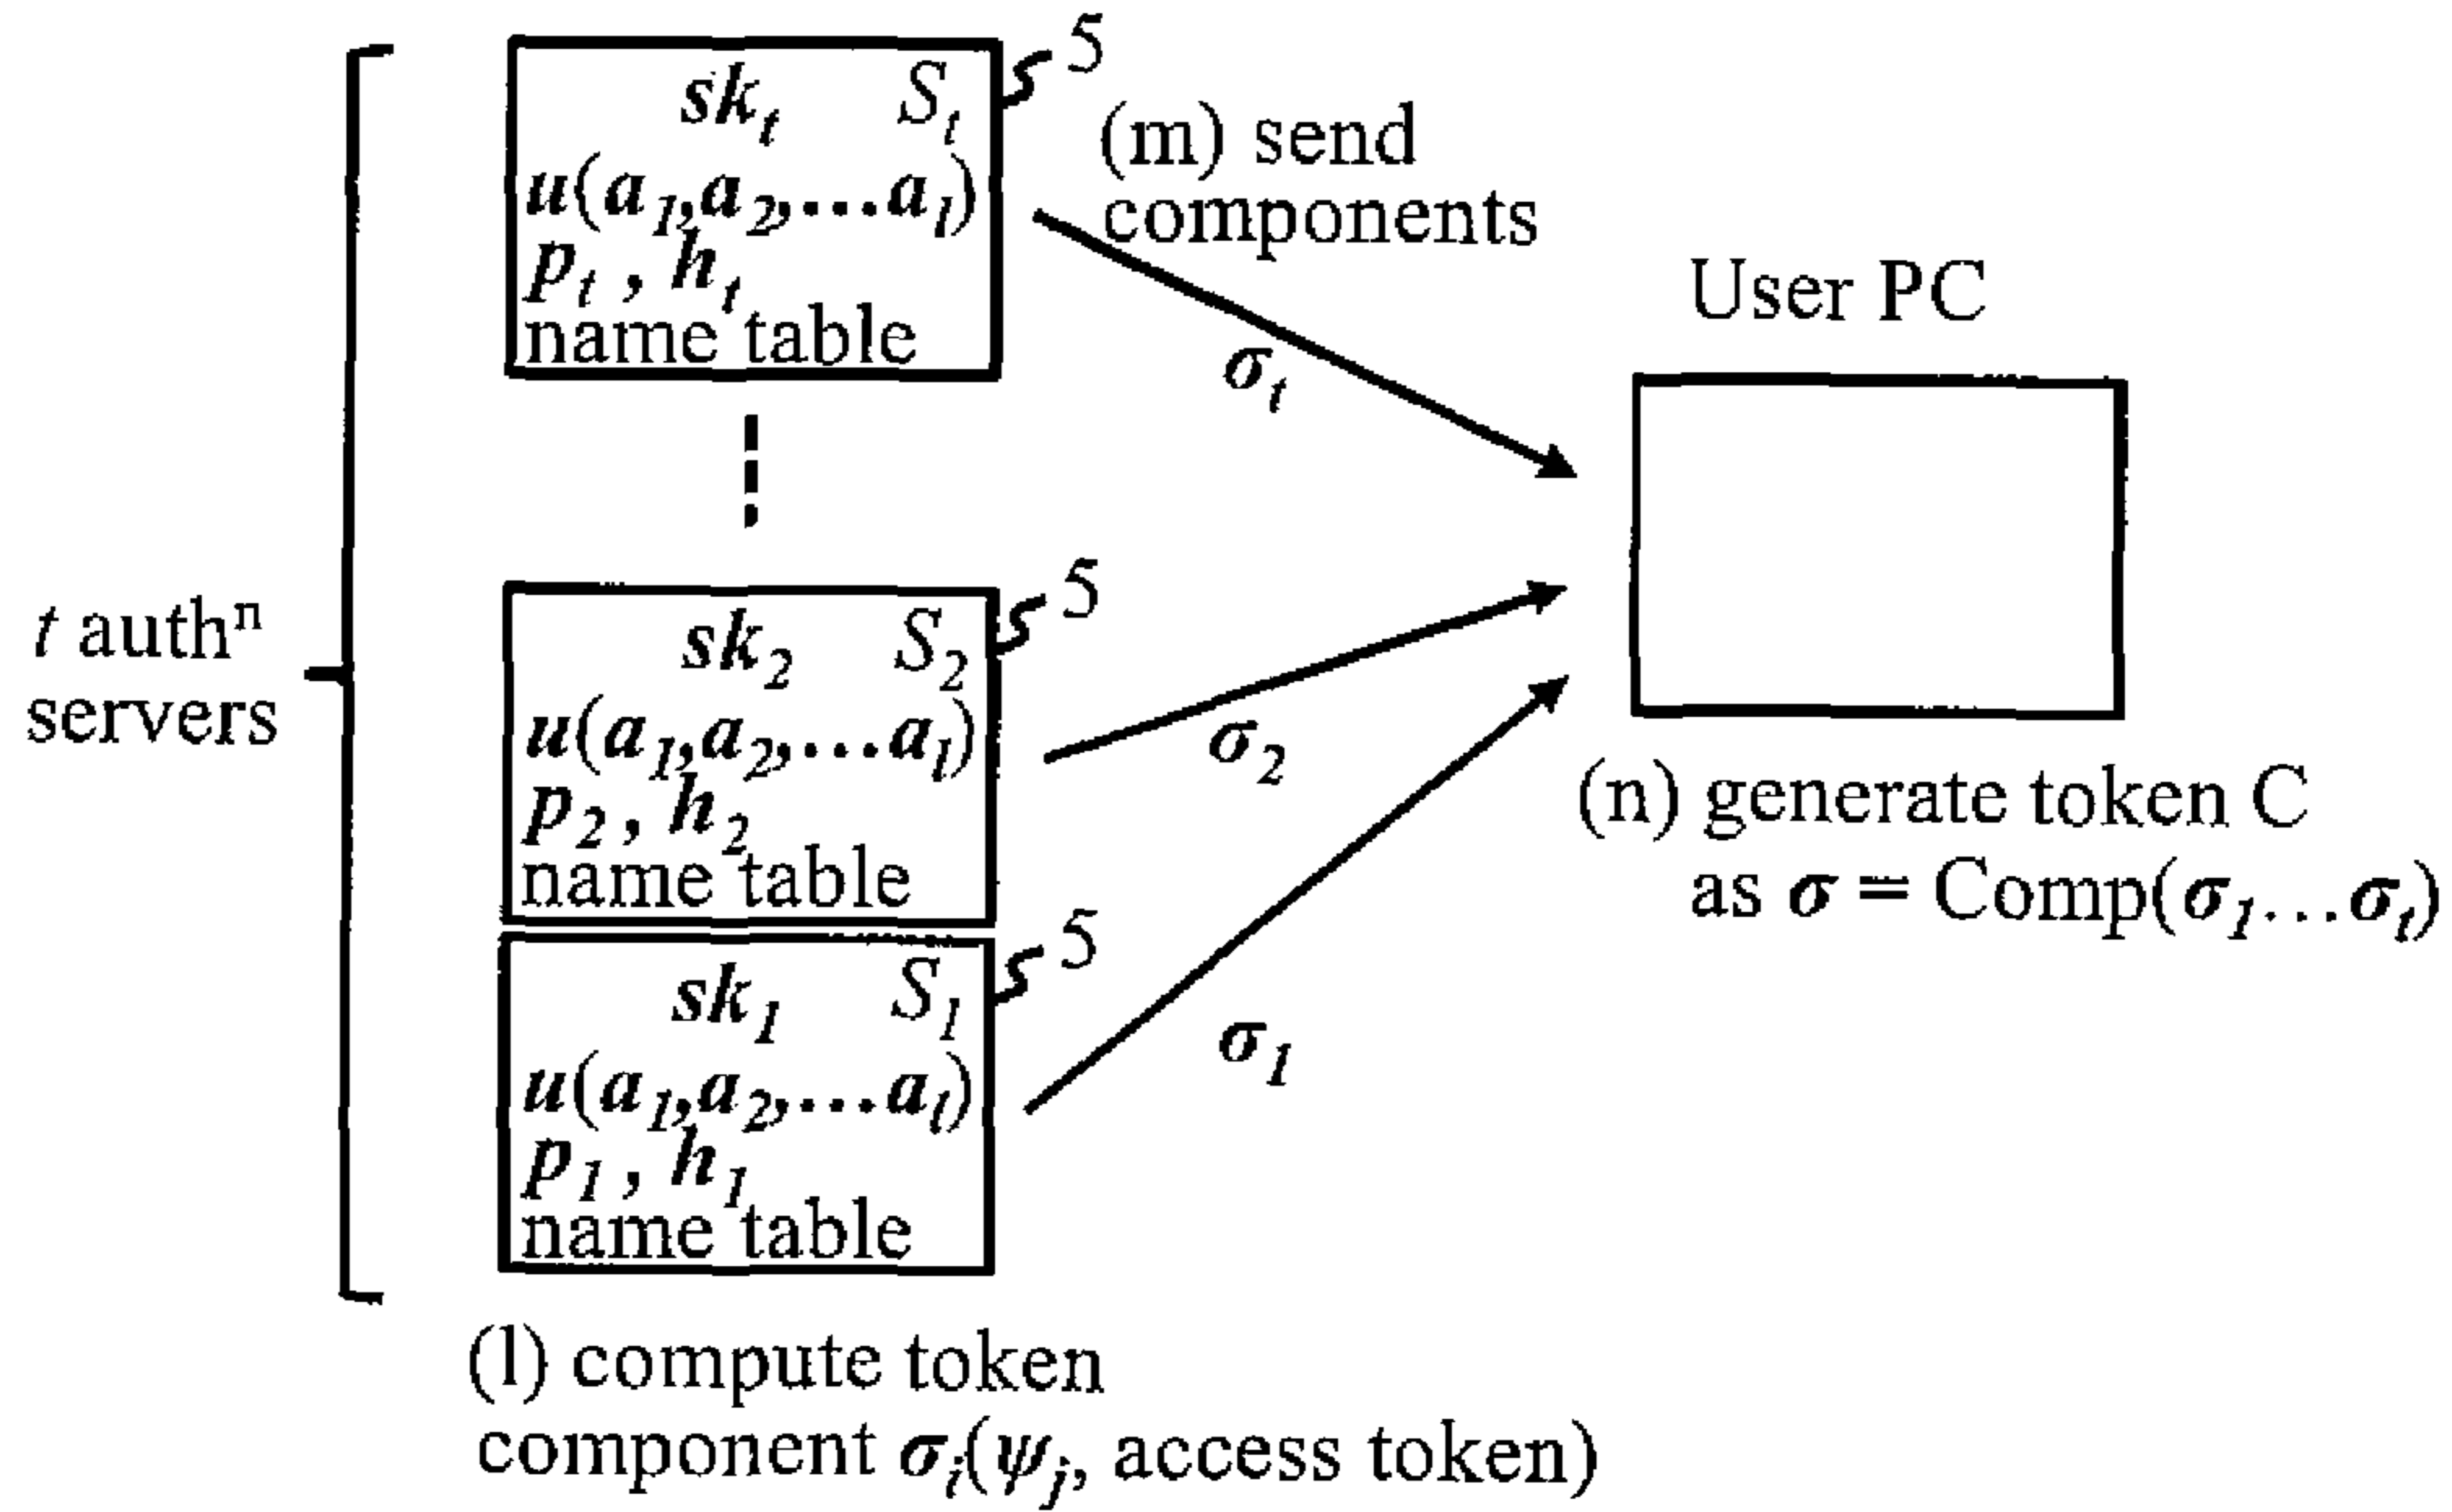 5
sk_t S_t
u(a_1,a_2,...a_l)
p_t , h_t
name table
(m) send
components
σ_t
User PC
t authⁿ
servers
5
sk_2 S_2
u(a_1,a_2,...a_l)
p_2 , h_2
name table
σ_2
(n) generate token C
as σ = Comp(σ_1...σ_t)
5
sk_1 S_1
u(a_1,a_2,...a_l)
p_1 , h_1
name table
σ_1
(l) compute token
component σ_i(ψ_j, access token)